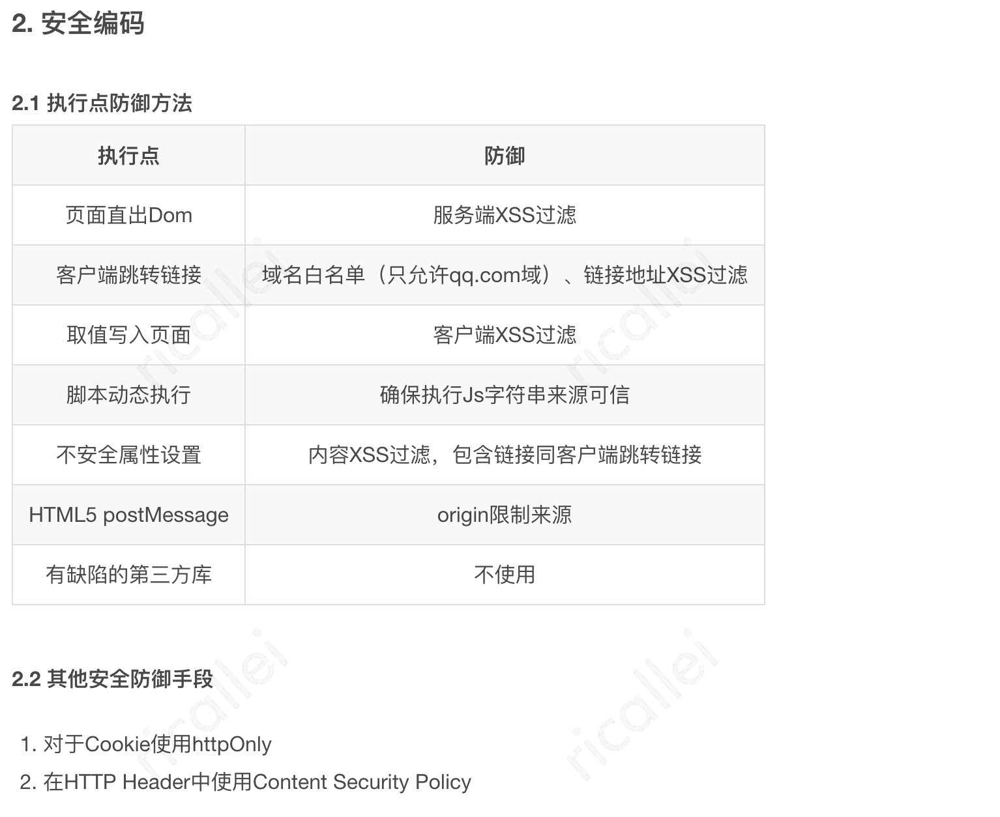 2. 安全编码
2.1 执行点防御方法
执行点 防御
页面直出Dom 服务端XSS过滤
客户端跳转链接 域名白名单（只允许qq.com域）、链接地址XSS过滤
取值写入页面 客户端XSS过滤
脚本动态执行 确保执行Js字符串来源可信
不安全属性设置 内容XSS过滤，包含链接同客户端跳转链接
HTML5 postMessage origin限制来源
有缺陷的第三方库 不使用
2.2 其他安全防御手段
1. 对于Cookie使用httpOnly
2. 在HTTP Header中使用Content Security Policy
ricallei
ricallei
ricallei
ricallei